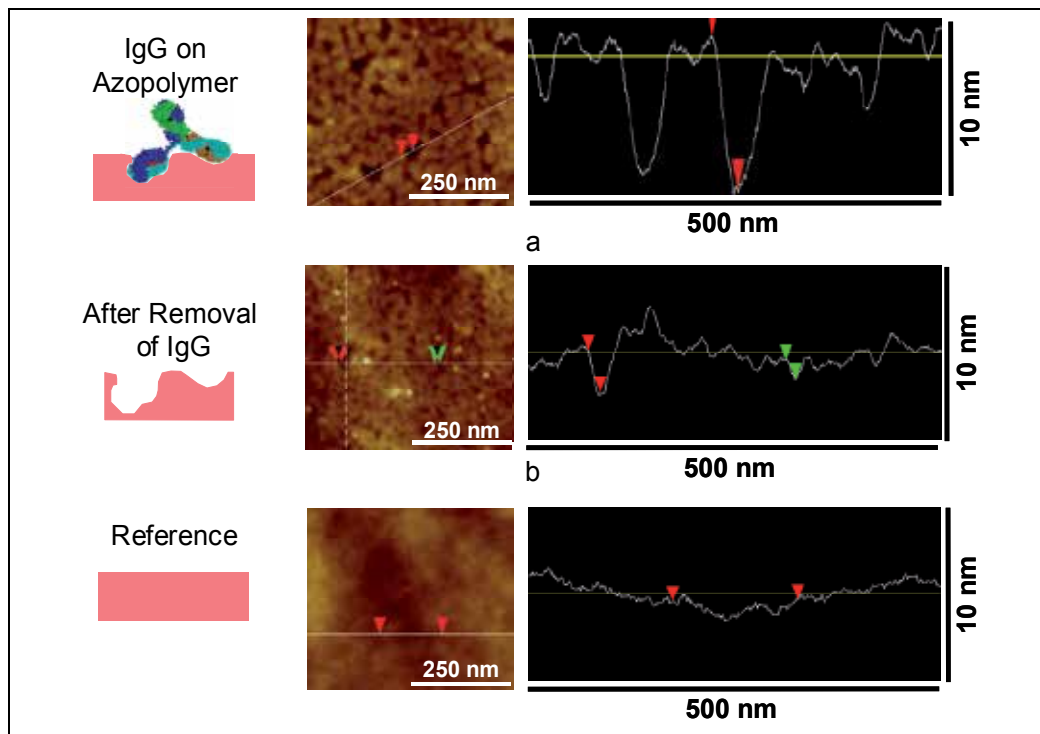 IgG on
Azopolymer
250 nm
500 nm
10 nm
a
After Removal
of IgG
250 nm
500 nm
10 nm
b
Reference
250 nm
500 nm
10 nm